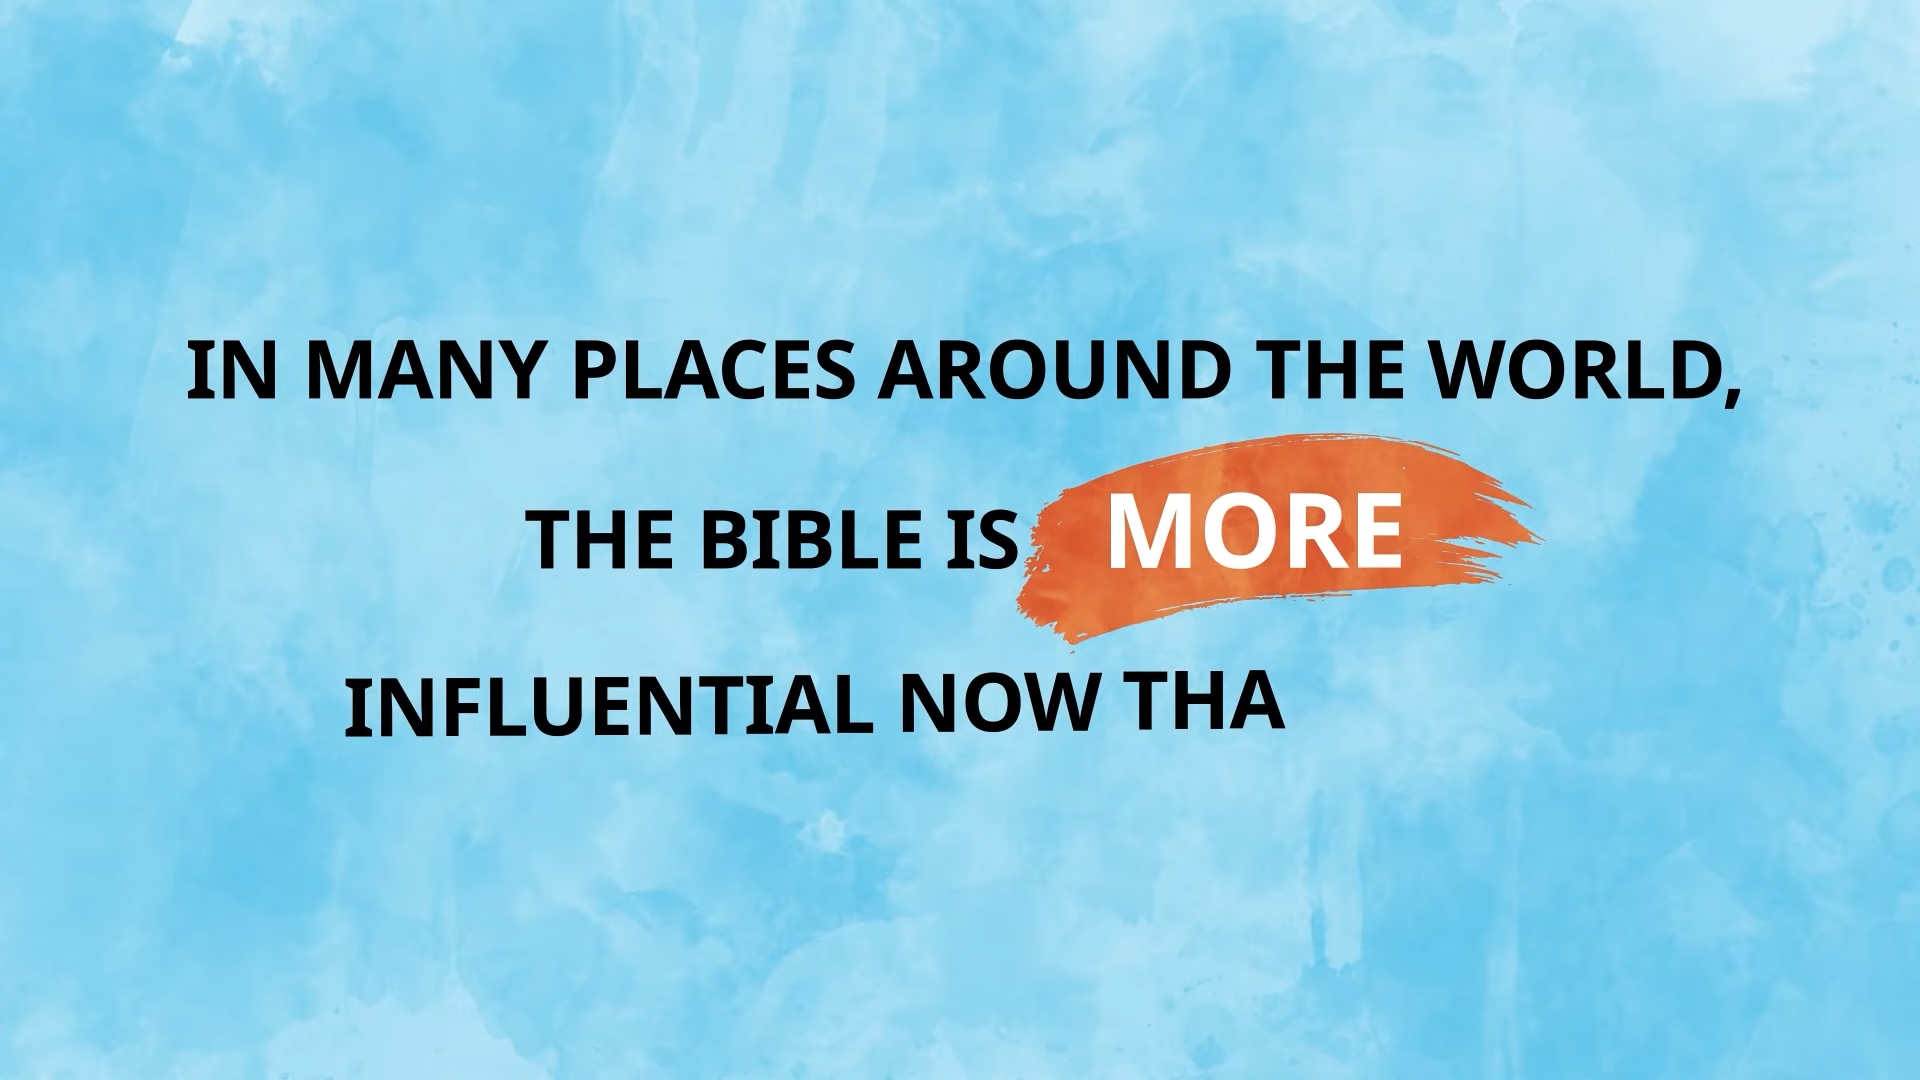 IN MANY PLACES AROUND THE WORLD,
THE BIBLE IS MORE
INFLUENTIAL NOW THA